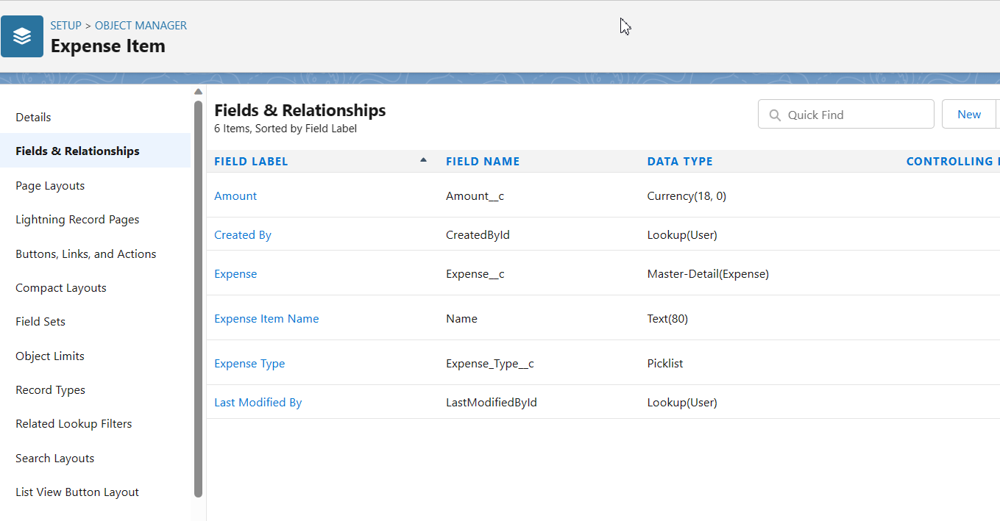 SETUP > OBJECT MANAGER
Expense Item
Details
Fields & Relationships
Page Layouts
Lightning Record Pages
Buttons, Links, and Actions
Compact Layouts
Field Sets
Object Limits
Record Types
Related Lookup Filters
Search Layouts
List View Button Layout
Fields & Relationships
6 Items, Sorted by Field Label
Quick Find
New
FIELD LABEL FIELD NAME DATA TYPE CONTROLLING
Amount Amount__c Currency(18, 0)
Created By CreatedById Lookup(User)
Expense Expense__c Master-Detail(Expense)
Expense Item Name Name Text(80)
Expense Type Expense_Type__c Picklist
Last Modified By LastModifiedById Lookup(User)